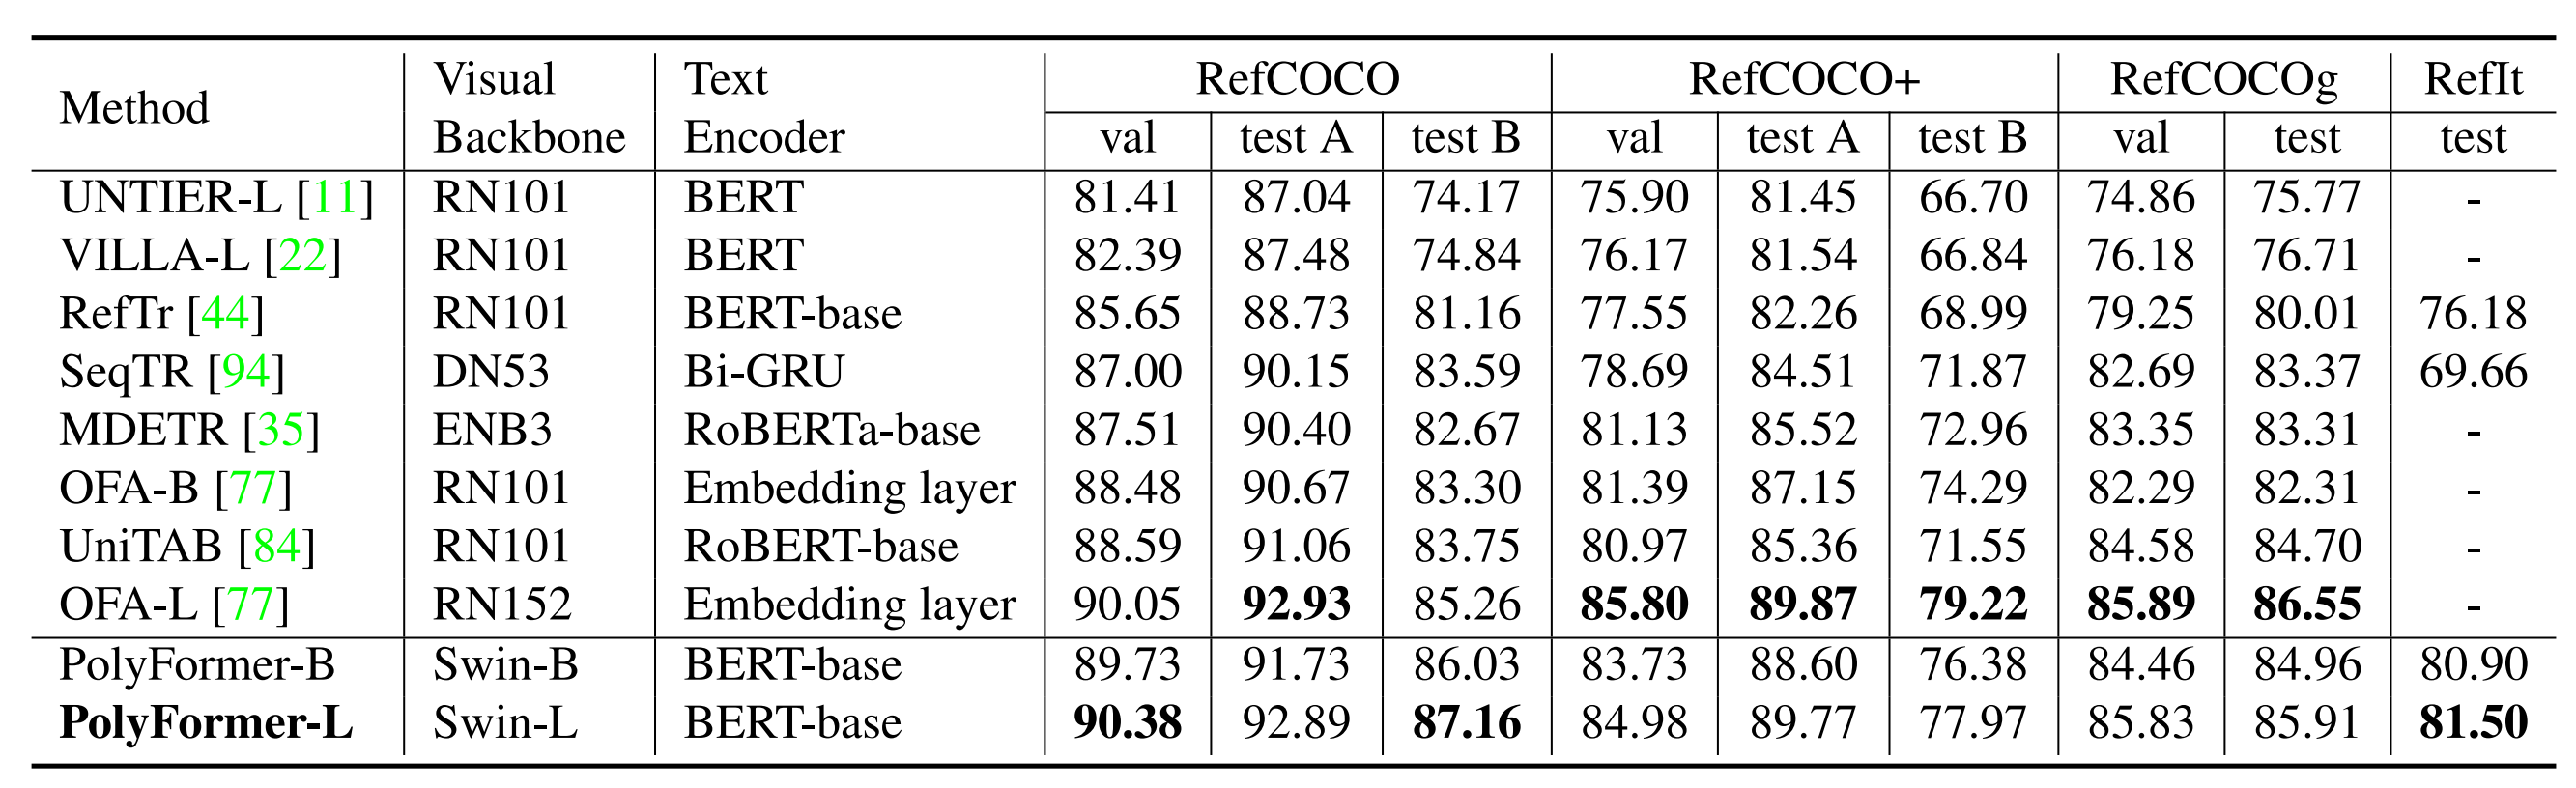 Method Visual Backbone Text Encoder RefCOCO RefCOCO+ RefCOCOg RefIt
val test A test B val test A test B val test test
UNTIER-L [11] RN101 BERT 81.41 87.04 74.17 75.90 81.45 66.70 74.86 75.77 -
VILLA-L [22] RN101 BERT 82.39 87.48 74.84 76.17 81.54 66.84 76.18 76.71 -
RefTr [44] RN101 BERT-base 85.65 88.73 81.16 77.55 82.26 68.99 79.25 80.01 76.18
SeqTR [94] DN53 Bi-GRU 87.00 90.15 83.59 78.69 84.51 71.87 82.69 83.37 69.66
MDETR [35] ENB3 RoBERTa-base 87.51 90.40 82.67 81.13 85.52 72.96 83.35 83.31 -
OFA-B [77] RN101 Embedding layer 88.48 90.67 83.30 81.39 87.15 74.29 82.29 82.31 -
UniTAB [84] RN101 RoBERT-base 88.59 91.06 83.75 80.97 85.36 71.55 84.58 84.70 -
OFA-L [77] RN152 Embedding layer 90.05 92.93 85.26 85.80 89.87 79.22 85.89 86.55 -
PolyFormer-B Swin-B BERT-base 89.73 91.73 86.03 83.73 88.60 76.38 84.46 84.96 80.90
PolyFormer-L Swin-L BERT-base 90.38 92.89 87.16 84.98 89.77 77.97 85.83 85.91 81.50